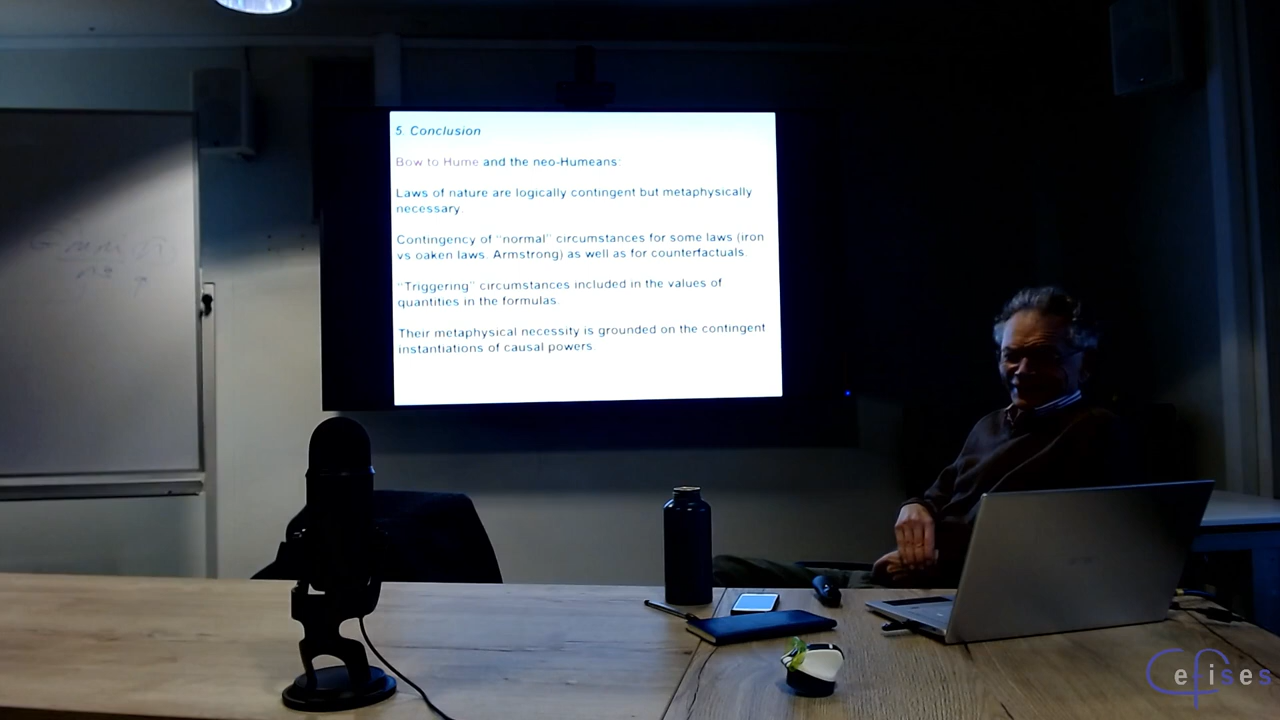 5. Conclusion
Bow to Hume and the neo-Humeans:
Laws of nature are logically contingent but metaphysically
necessary.
Contingency of "normal" circumstances for some laws (iron
vs oaken laws. Armstrong) as well as for counterfactuals.
"Triggering" circumstances included in the values of
quantities in the formulas.
Their metaphysical necessity is grounded on the contingent
instantiations of causal powers
Cefises